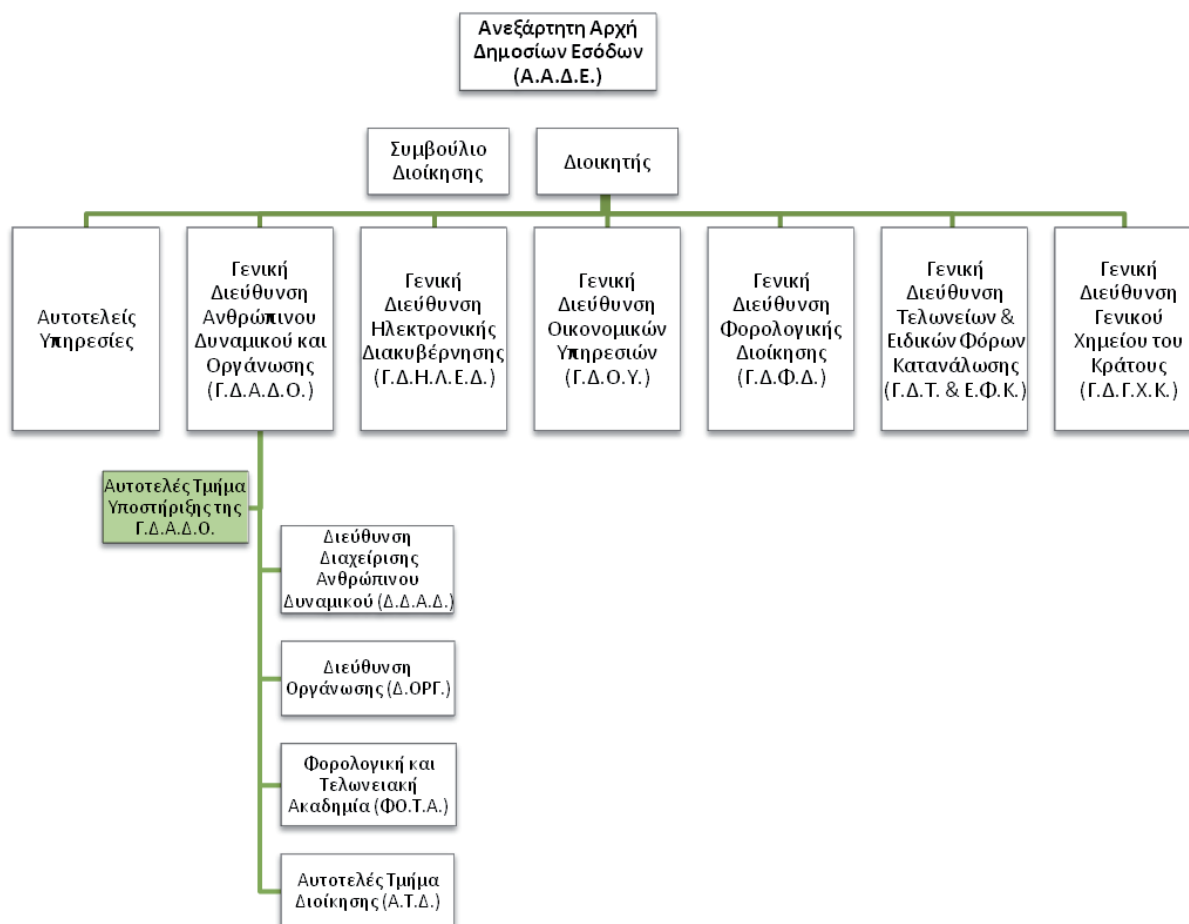 Ανεξάρτητη Αρχή
Δημοσίων Εσόδων
(Α.Α.Δ.Ε.)
Συμβούλιο
Διοίκησης
Διοικητής
Αυτοτελείς
Υπηρεσίες
Γενική
Διεύθυνση
Ανθρώπινου
Δυναμικού και
Οργάνωσης
(Γ.Δ.Α.Δ.Ο.)
Γενική
Διεύθυνση
Ηλεκτρονικής
Διακυβέρνησης
(Γ.Δ.Η.Λ.Ε.Δ.)
Γενική
Διεύθυνση
Οικονομικών
Υπηρεσιών
(Γ.Δ.Ο.Υ.)
Γενική
Διεύθυνση
Φορολογικής
Διοίκησης
(Γ.Δ.Φ.Δ.)
Γενική
Διεύθυνση
Τελωνείων &
Ειδικών Φόρων
Κατανάλωσης
(Γ.Δ.Τ. & Ε.Φ.Κ.)
Γενική
Διεύθυνση
Γενικού
Χημείου του
Κράτους
(Γ.Δ.Γ.Χ.Κ.)
Αυτοτελές Τμήμα
Υποστήριξης της
Γ.Δ.Α.Δ.Ο.
Διεύθυνση
Διαχείρισης
Ανθρώπινου
Δυναμικού (Δ.Δ.Α.Δ.)
Διεύθυνση
Οργάνωσης (Δ.ΟΡΓ.)
Φορολογική και
Τελωνειακή
Ακαδημία (ΦΟ.Τ.Α.)
Αυτοτελές Τμήμα
Διοίκησης (Α.Τ.Δ.)